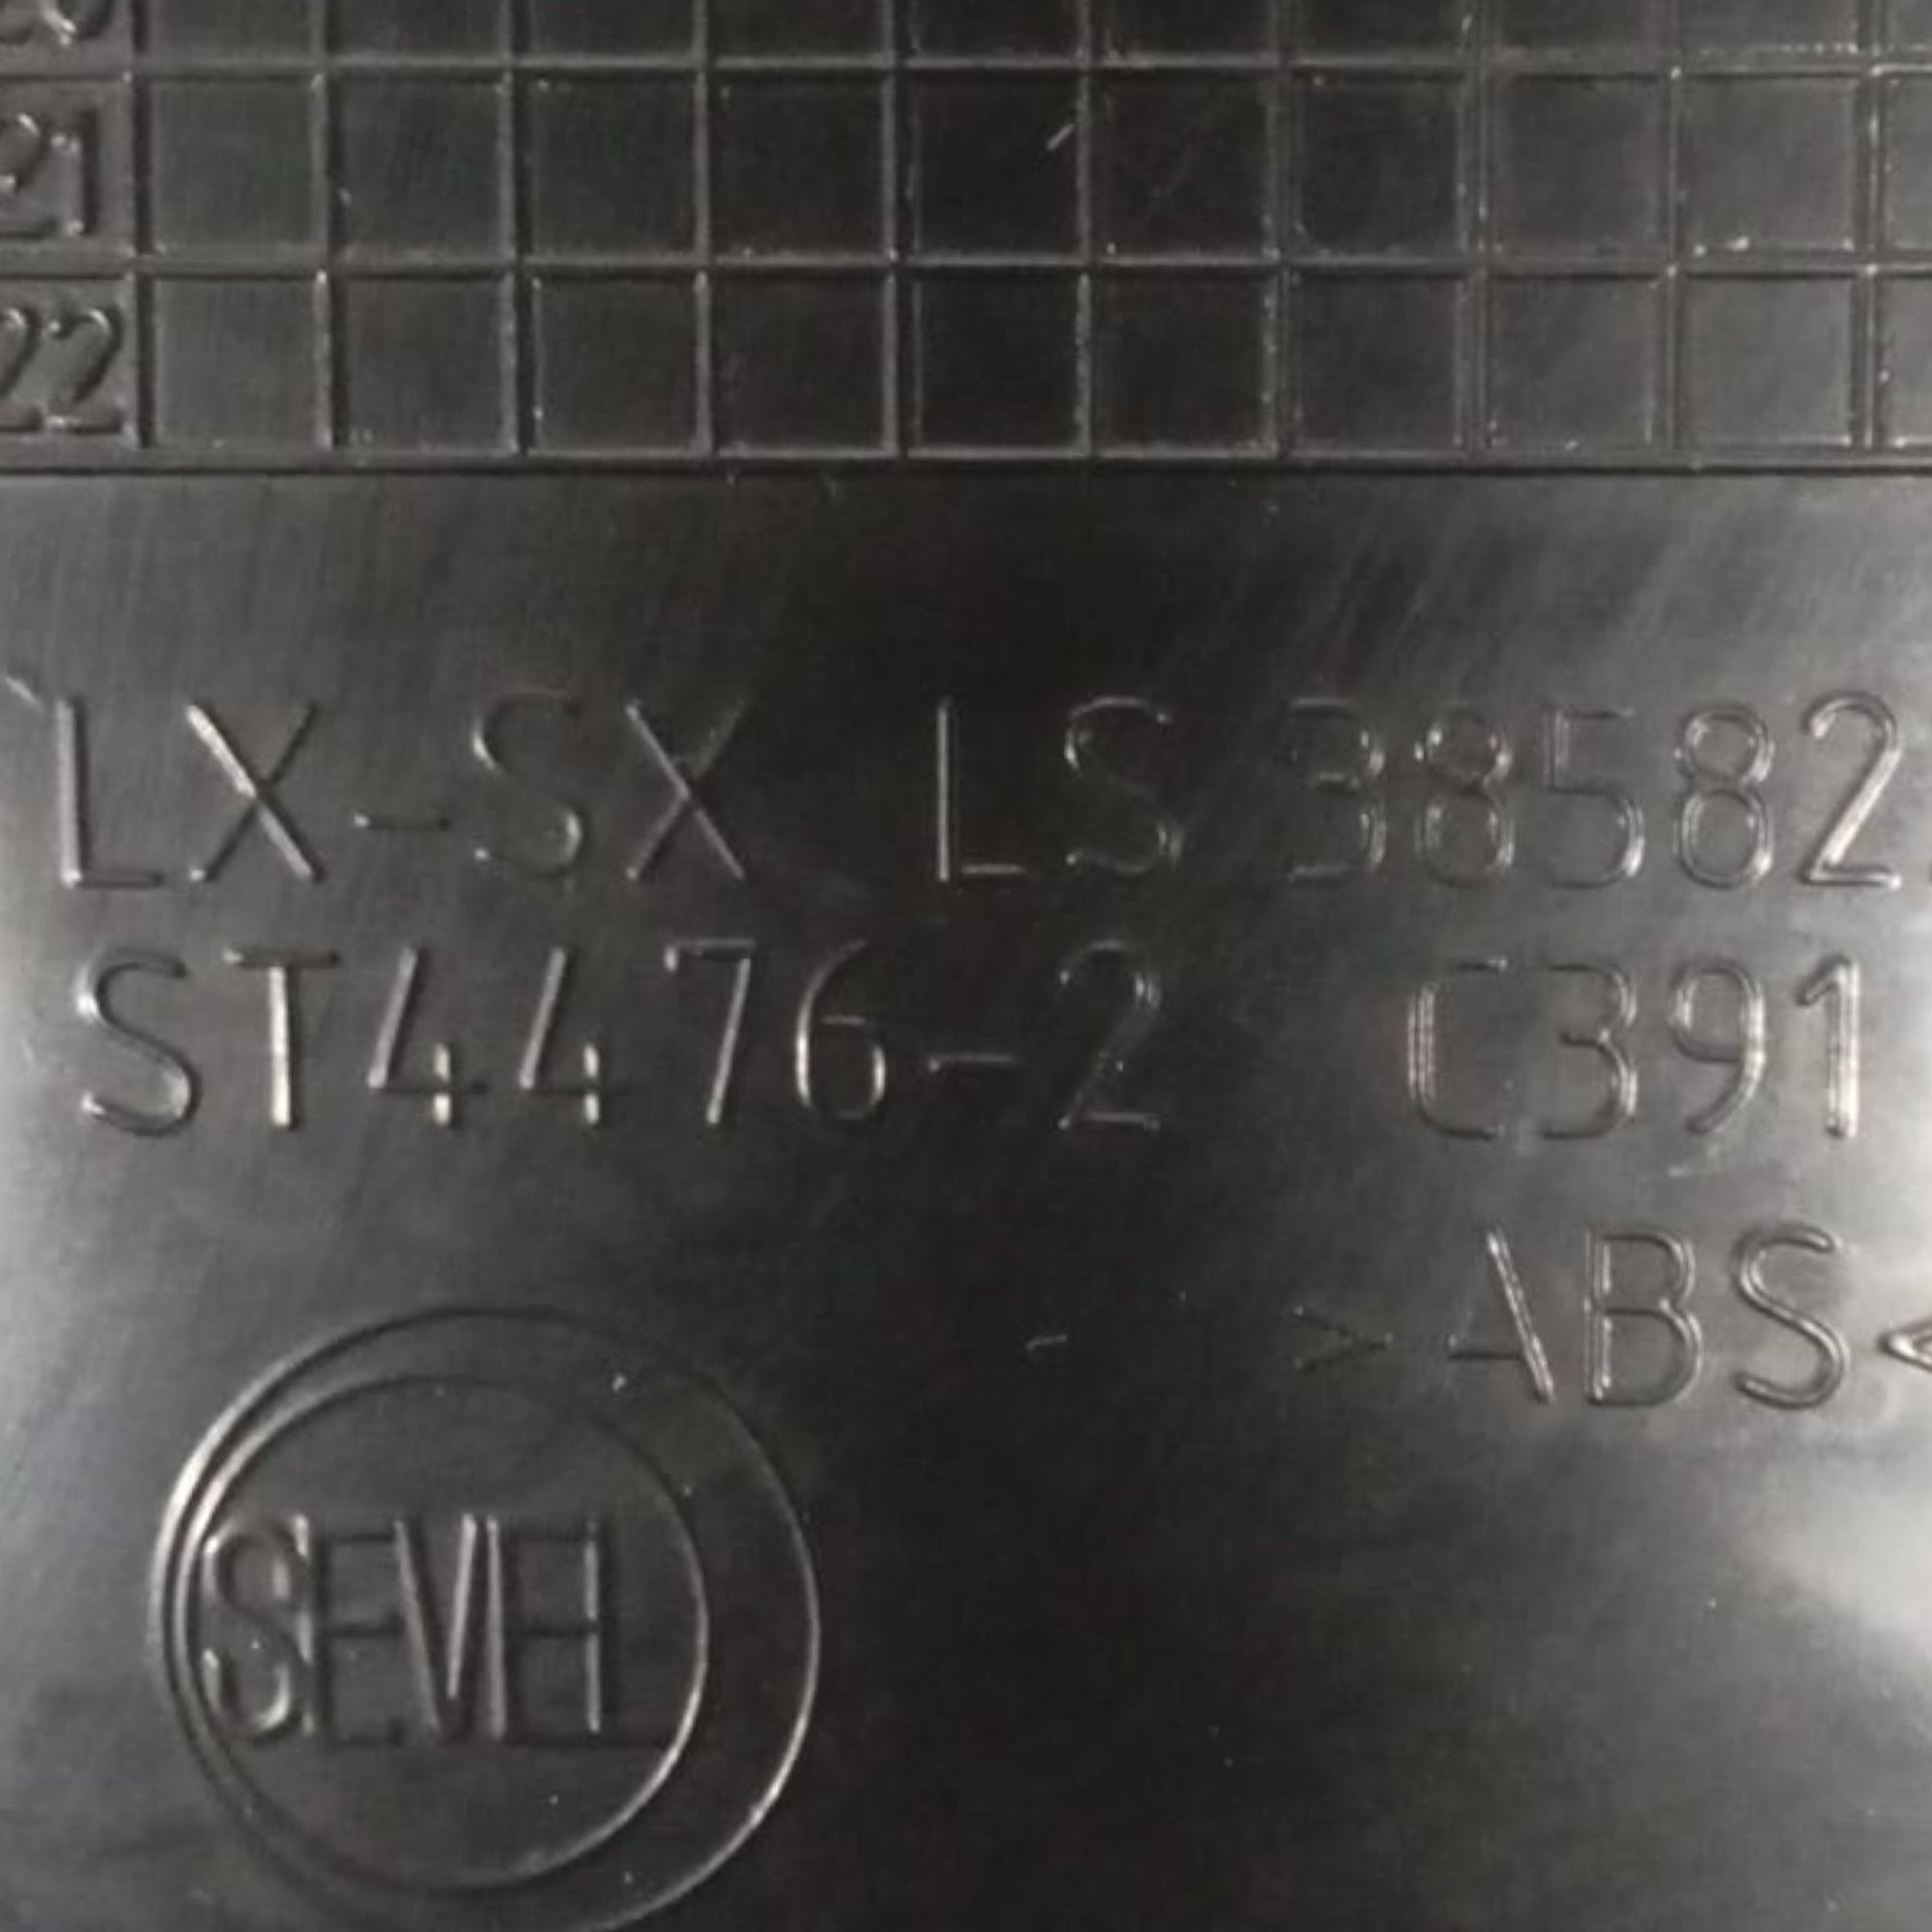 21
22
LX-SX LS 38582
ST4476-2 C391
>ABS<
SEVEL